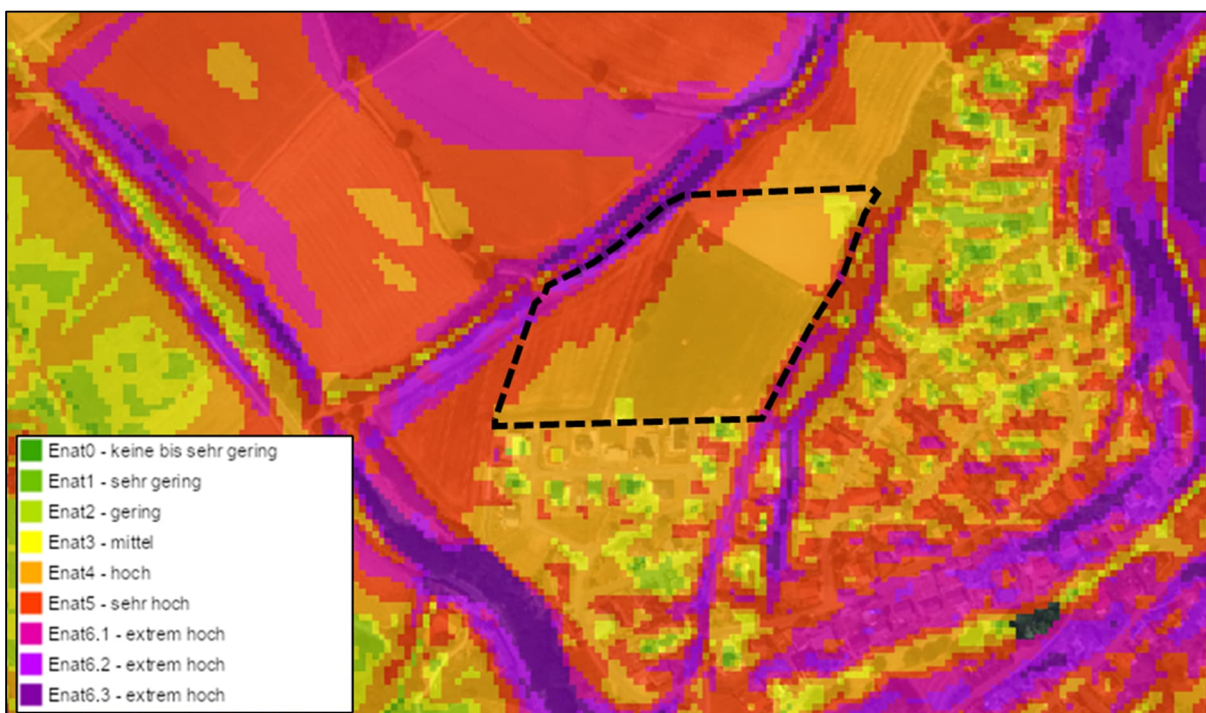 Enat0 - keine bis sehr gering
Enat1 - sehr gering
Enat2 - gering
Enat3 - mittel
Enat4 - hoch
Enat5 - sehr hoch
Enat6.1 - extrem hoch
Enat6.2 - extrem hoch
Enat6.3 - extrem hoch